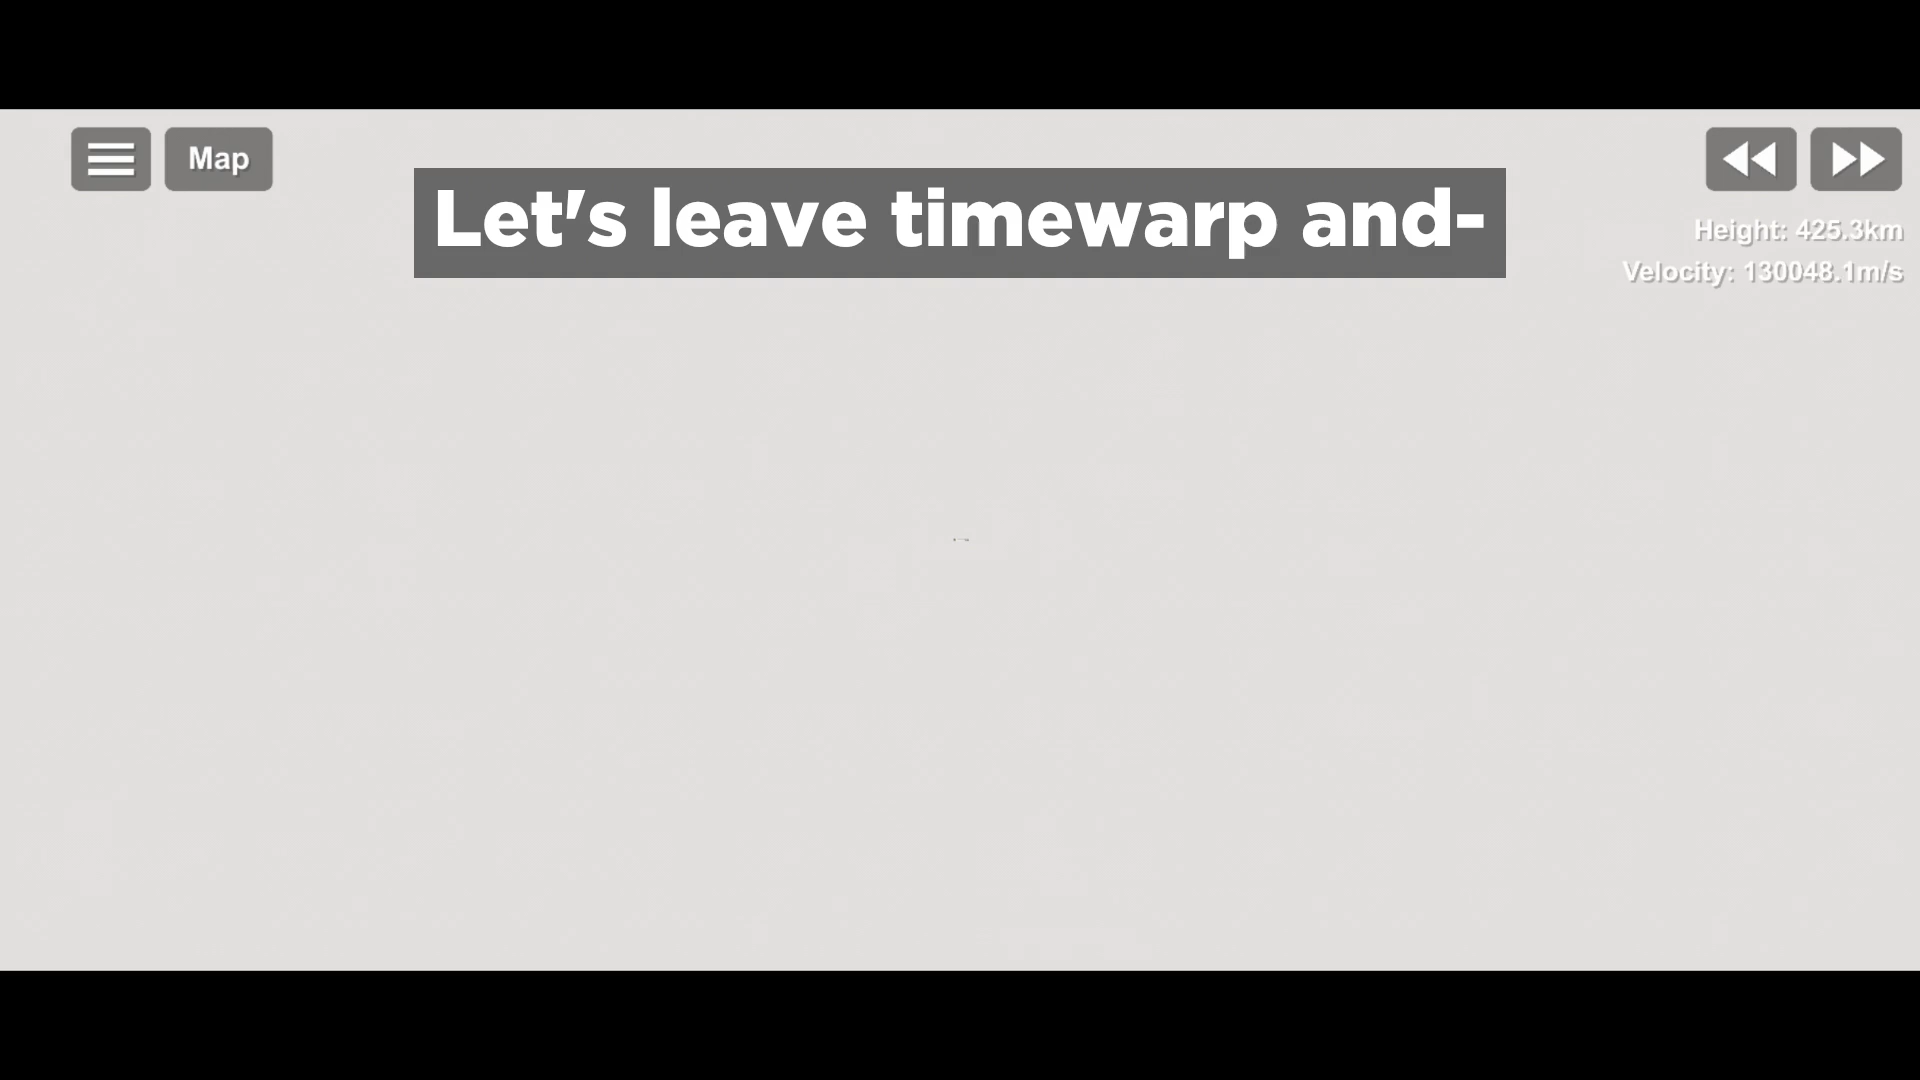 Map
Let's leave timewarp and-
Height: 425.3km
Velocity: 130048.1m/s